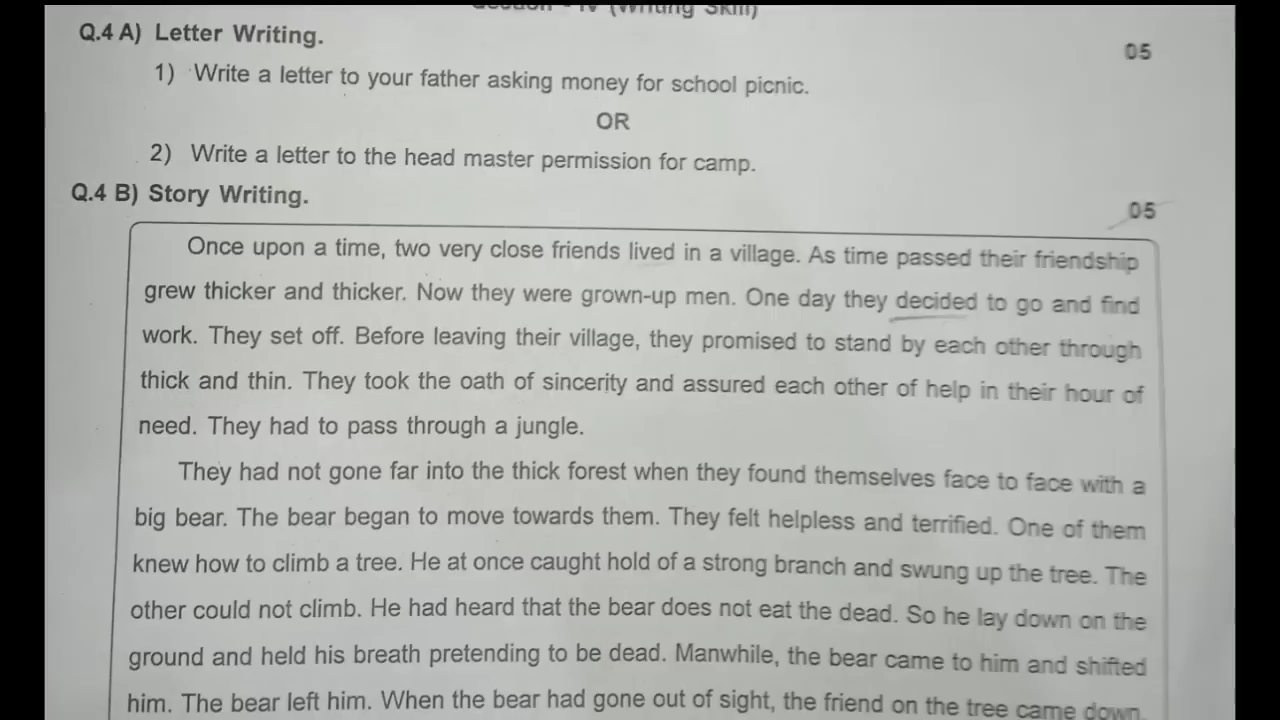 Section - IV (Writing Skill)
Q.4 A) Letter Writing.
05
1) Write a letter to your father asking money for school picnic.
OR
2) Write a letter to the head master permission for camp.
Q.4 B) Story Writing.
05
Once upon a time, two very close friends lived in a village. As time passed their friendship
grew thicker and thicker. Now they were grown-up men. One day they decided to go and find
work. They set off. Before leaving their village, they promised to stand by each other through
thick and thin. They took the oath of sincerity and assured each other of help in their hour of
need. They had to pass through a jungle.
They had not gone far into the thick forest when they found themselves face to face with a
big bear. The bear began to move towards them. They felt helpless and terrified. One of them
knew how to climb a tree. He at once caught hold of a strong branch and swung up the tree. The
other could not climb. He had heard that the bear does not eat the dead. So he lay down on the
ground and held his breath pretending to be dead. Manwhile, the bear came to him and shifted
him. The bear left him. When the bear had gone out of sight, the friend on the tree came down.